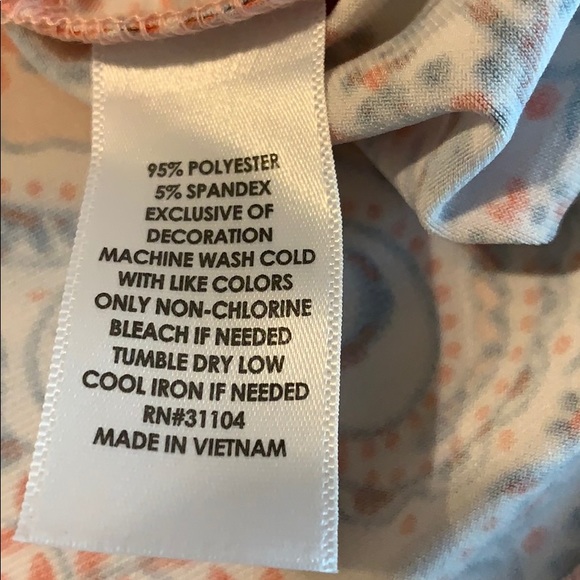 95% POLYESTER
5% SPANDEX
EXCLUSIVE OF
DECORATION
MACHINE WASH COLD
WITH LIKE COLORS
ONLY NON-CHLORINE
BLEACH IF NEEDED
TUMBLE DRY LOW
COOL IRON IF NEEDED
RN#31104
MADE IN VIETNAM